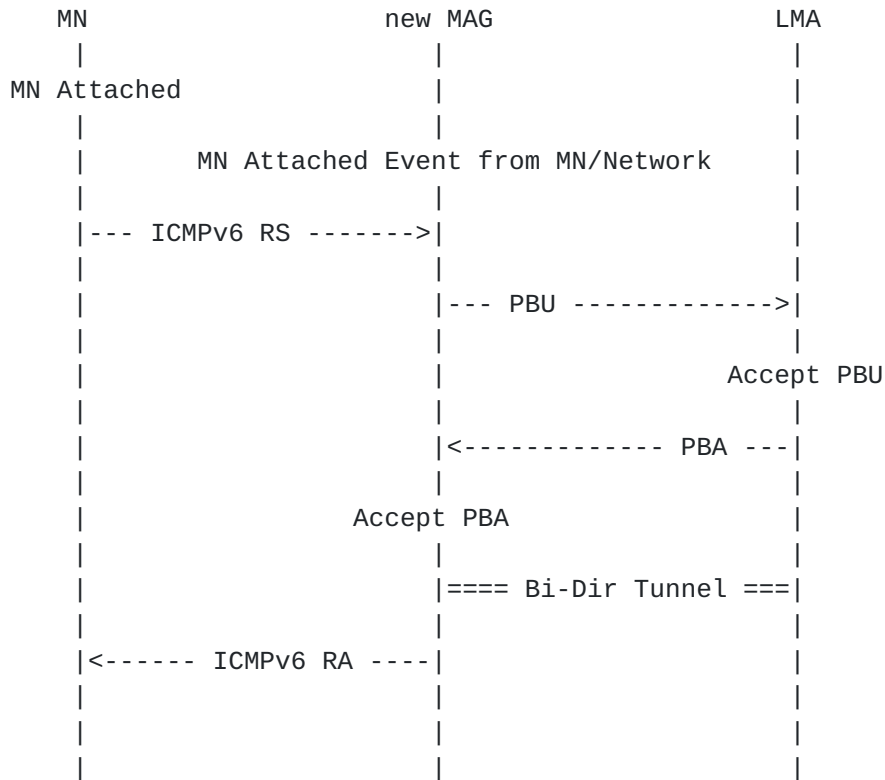 MN new MAG LMA
MN Attached
MN Attached Event from MN/Network
|--- ICMPv6 RS ------->|
|--- PBU ------------->|
Accept PBU
|<------------- PBA ---|
Accept PBA
|==== Bi-Dir Tunnel ===|
|<------ ICMPv6 RA ----|